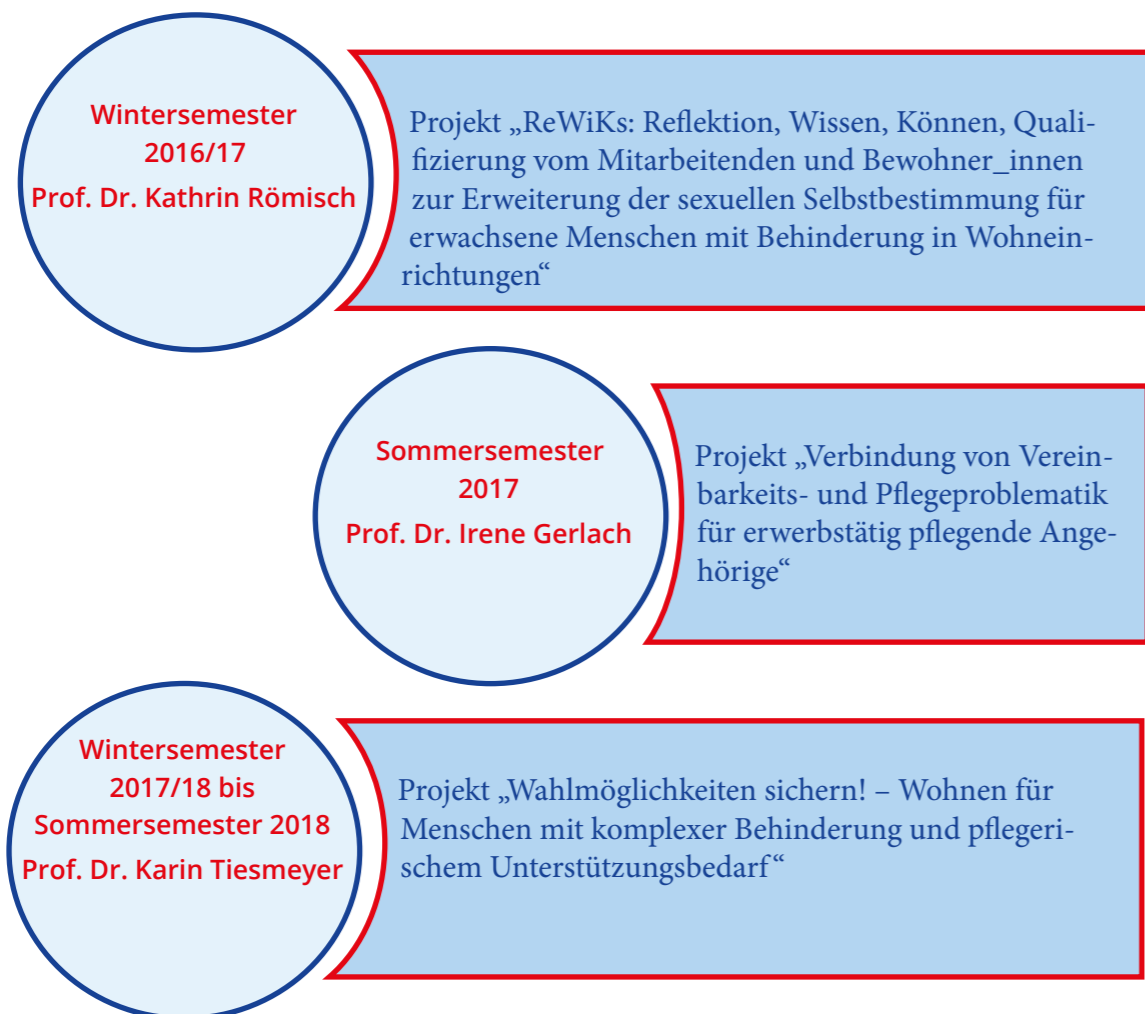 Wintersemester
2016/17
Prof. Dr. Kathrin Römisch
Projekt „ReWiKs: Reflektion, Wissen, Können, Quali-
fizierung vom Mitarbeitenden und Bewohner_innen
zur Erweiterung der sexuellen Selbstbestimmung für
erwachsene Menschen mit Behinderung in Wohnein-
richtungen“
Sommersemester
2017
Prof. Dr. Irene Gerlach
Projekt „Verbindung von Verein-
barkeits- und Pflegeproblematik
für erwerbstätig pflegende Ange-
hörige“
Wintersemester
2017/18 bis
Sommersemester 2018
Prof. Dr. Karin Tiesmeyer
Projekt „Wahlmöglichkeiten sichern! – Wohnen für
Menschen mit komplexer Behinderung und pflegeri-
schem Unterstützungsbedarf“